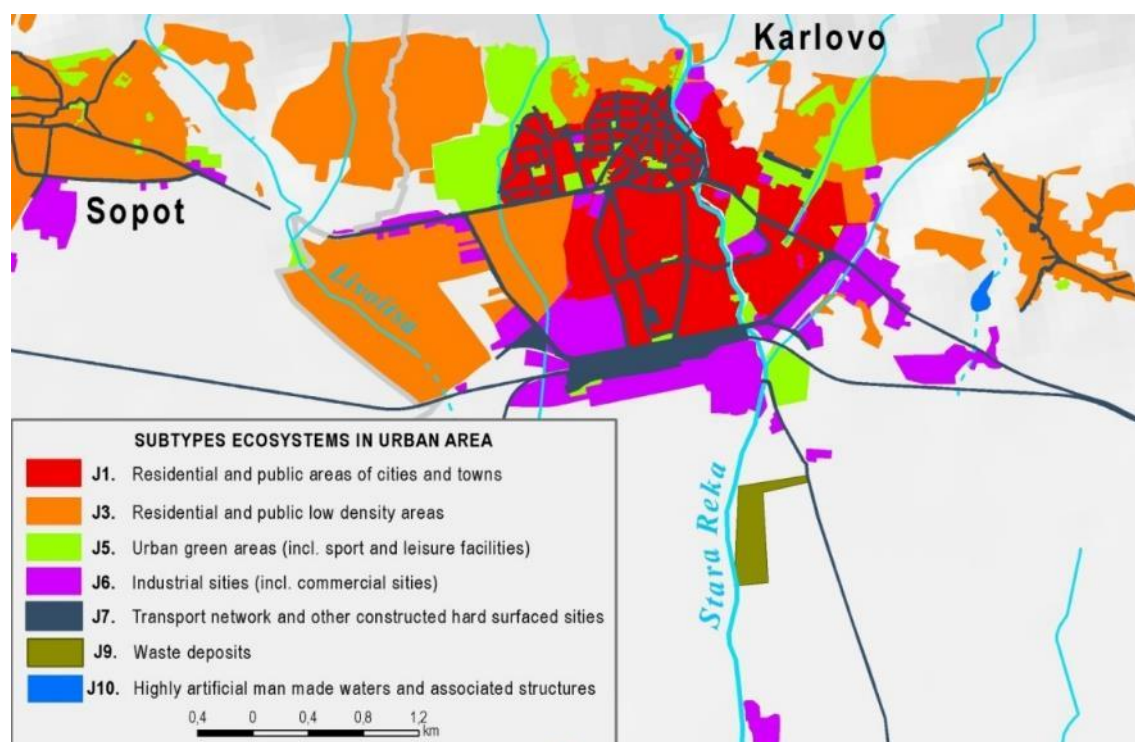 Karlovo
Sopot
Livoitsa
Stara Reka
SUBTYPES ECOSYSTEMS IN URBAN AREA
J1. Residential and public areas of cities and towns
J3. Residential and public low density areas
J5. Urban green areas (incl. sport and leisure facilities)
J6. Industrial sities (incl. commercial sities)
J7. Transport network and other constructed hard surfaced sities
J9. Waste deposits
J10. Highly artificial man made waters and associated structures
0,4 0 0,4 0,8 1,2
km